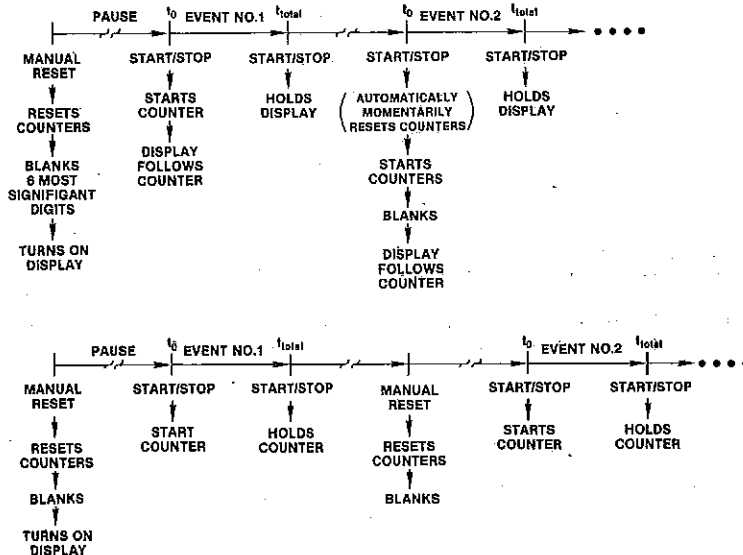 PAUSE
t0 EVENT NO.1 ttotal
t0 EVENT NO.2 ttotal
MANUAL
RESET
RESETS
COUNTERS
BLANKS
6 MOST
SIGNIFIGANT
DIGITS
TURNS ON
DISPLAY
START/STOP
STARTS
COUNTER
DISPLAY
FOLLOWS
COUNTER
START/STOP
HOLDS
DISPLAY
START/STOP
(AUTOMATICALLY
MOMENTARILY
RESETS COUNTERS)
STARTS
COUNTERS
BLANKS
DISPLAY
FOLLOWS
COUNTER
START/STOP
HOLDS
DISPLAY
PAUSE
t0 EVENT NO.1 ttotal
t0 EVENT NO.2 ttotal
MANUAL
RESET
RESETS
COUNTERS
BLANKS
TURNS ON
DISPLAY
START/STOP
START
COUNTER
START/STOP
HOLDS
COUNTER
MANUAL
RESET
RESETS
COUNTERS
BLANKS
START/STOP
STARTS
COUNTER
START/STOP
HOLDS
COUNTER